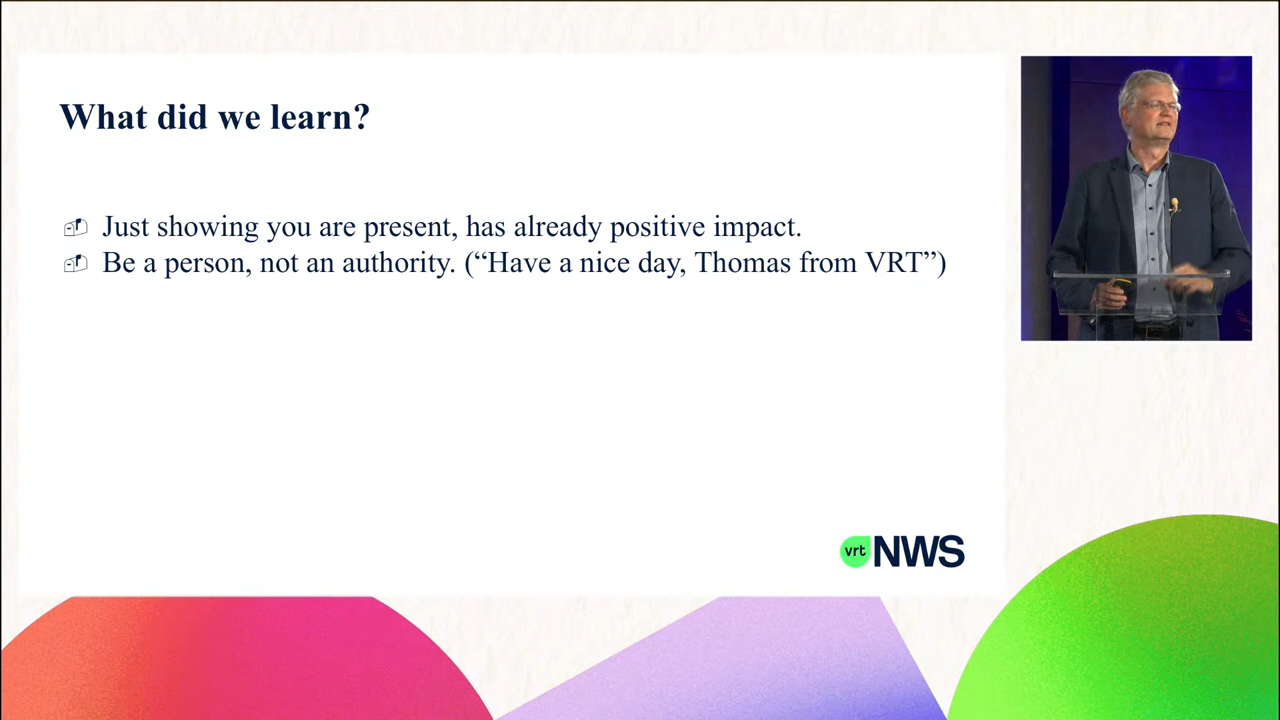 What did we learn?
Just showing you are present, has already positive impact.
Be a person, not an authority. (“Have a nice day, Thomas from VRT”)
vrt NWS